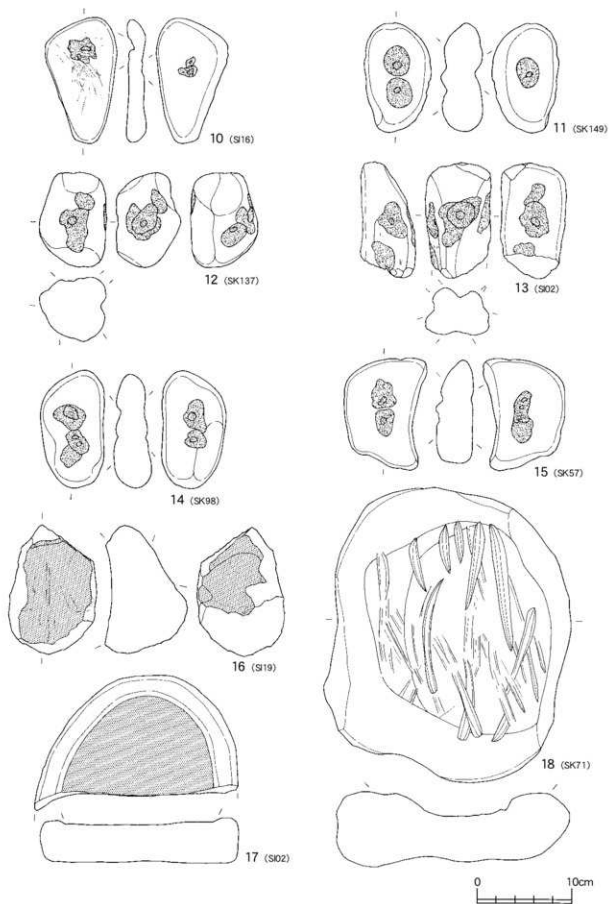 10 (SI16)
11 (SK149)
12 (SK137)
13 (SI02)
14 (SK98)
15 (SK57)
16 (SI19)
17 (SI02)
18 (SK71)
0 10cm